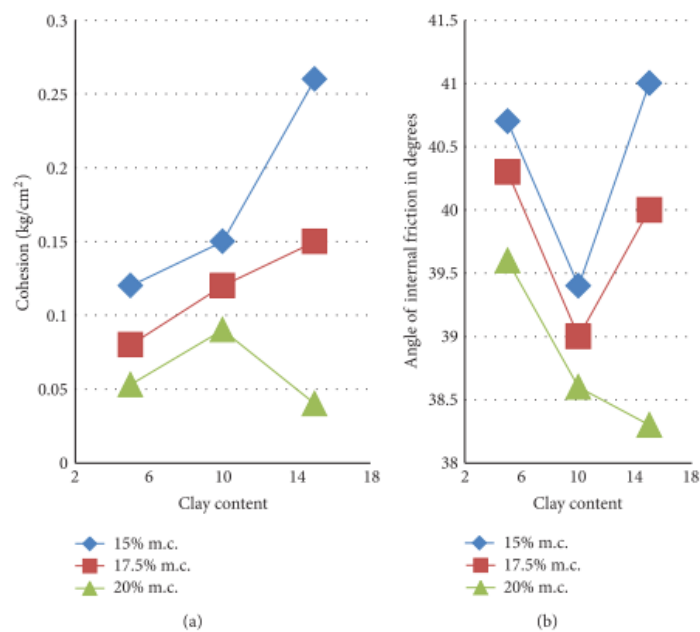 0.3
0.25
0.2
0.15
0.1
0.05
0
Cohesion (kg/cm²)
2 6 10 14 18
Clay content
15% m.c.
17.5% m.c.
20% m.c.
(a)
41.5
41
40.5
40
39.5
39
38.5
38
Angle of internal friction in degrees
2 6 10 14 18
Clay content
15% m.c.
17.5% m.c.
20% m.c.
(b)